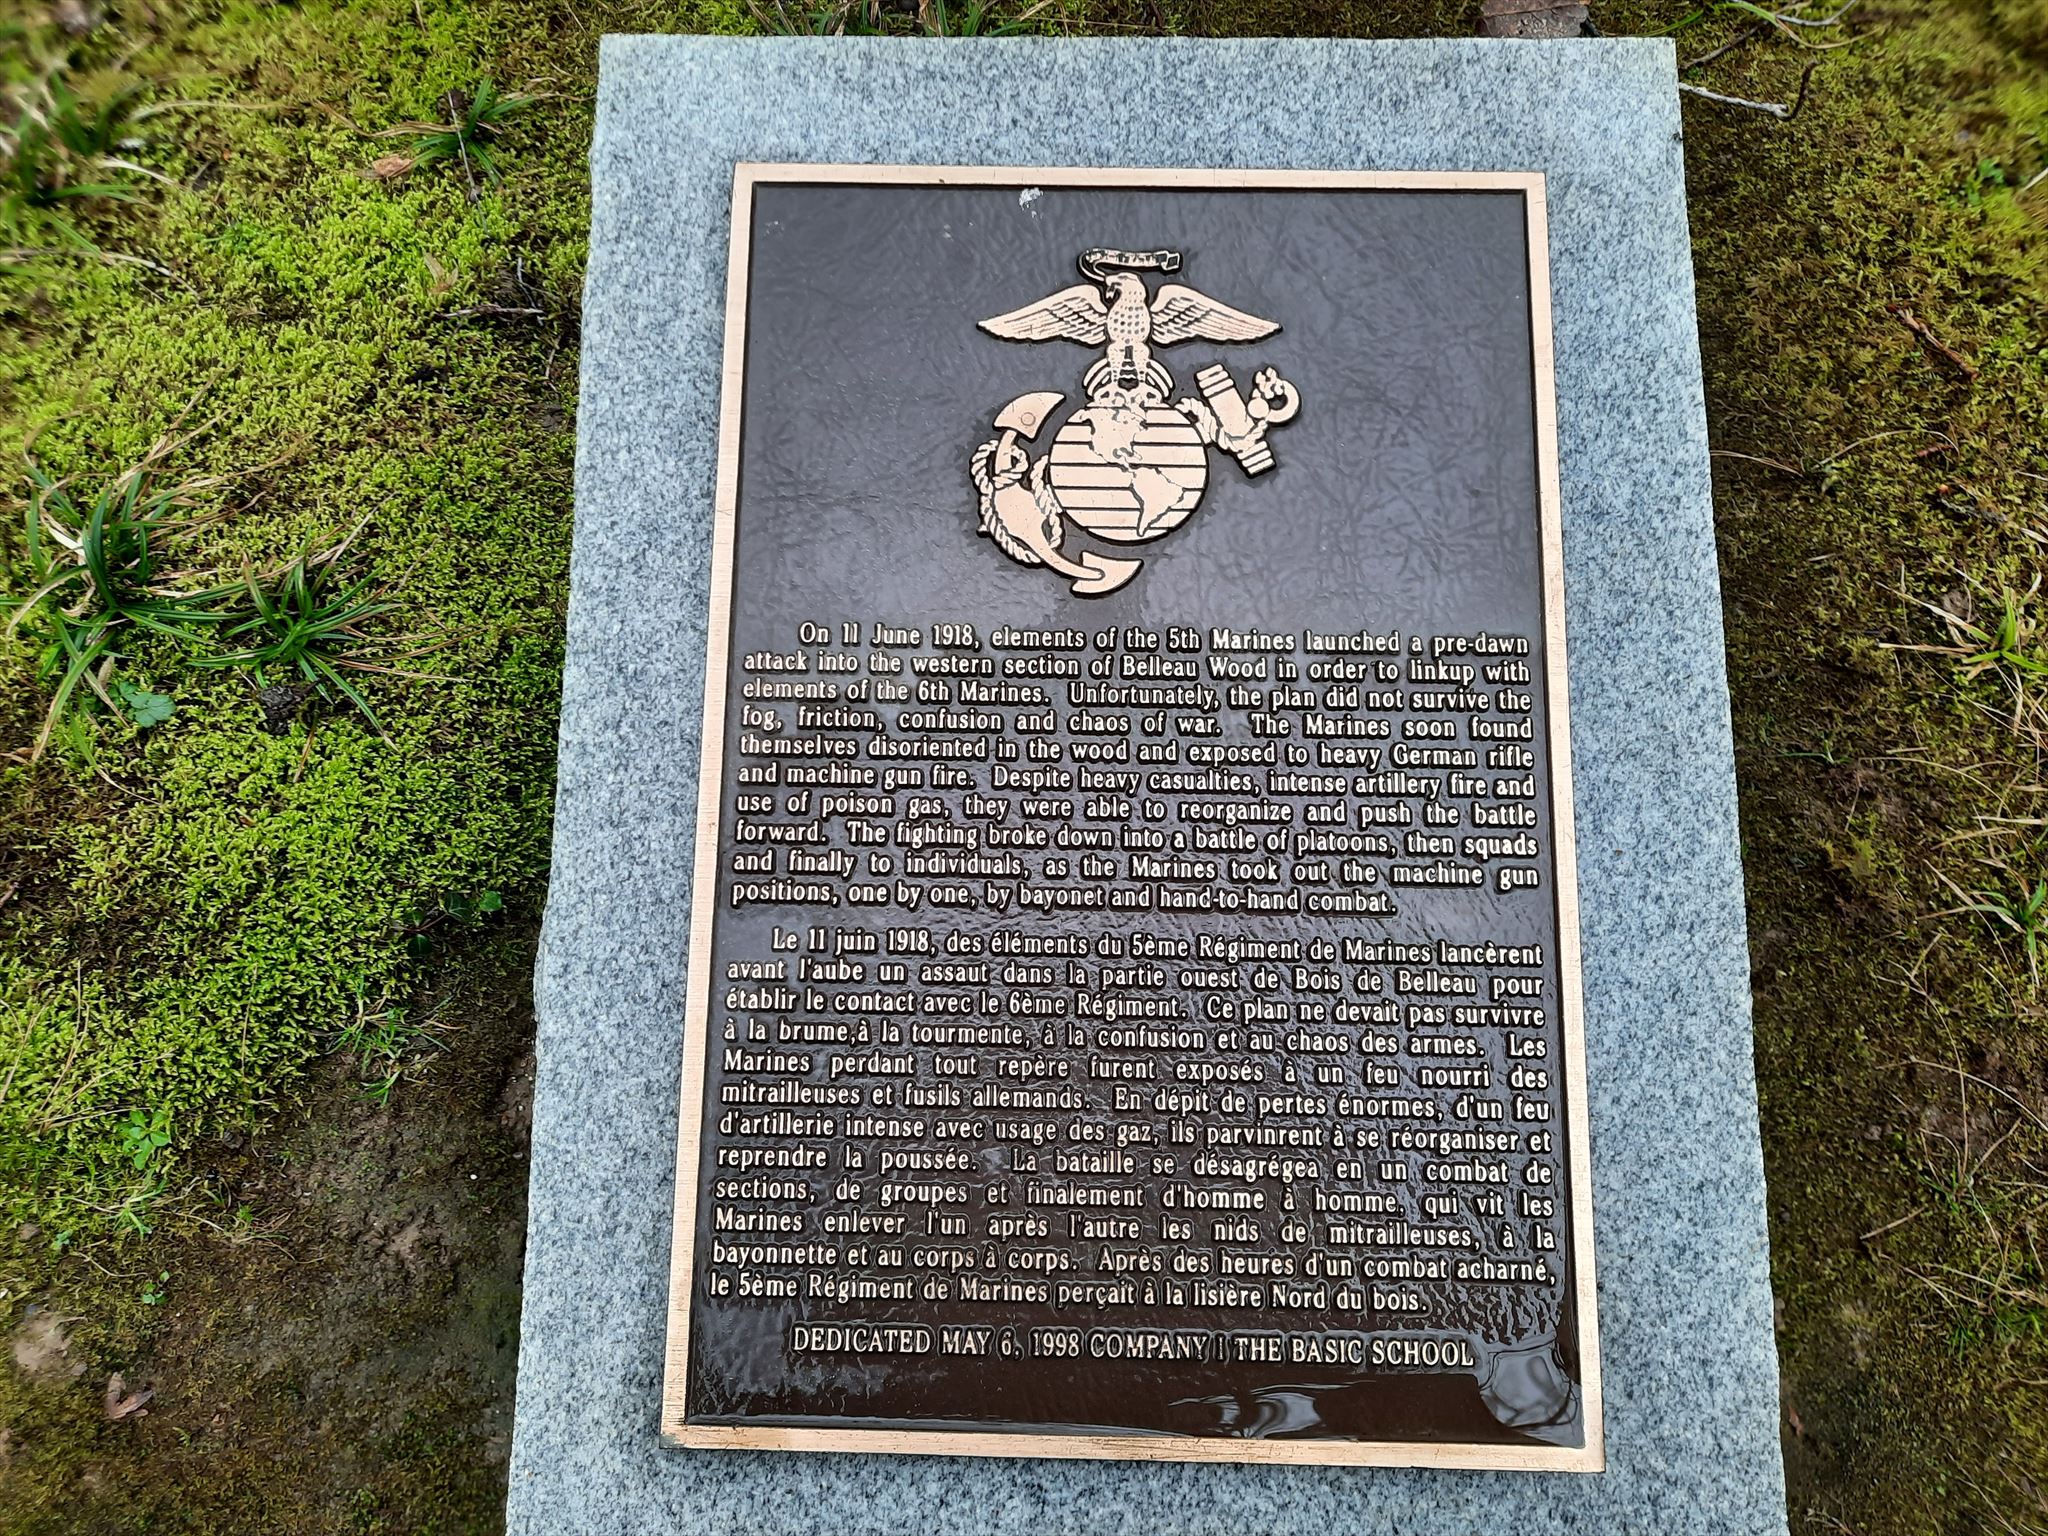 On 11 June 1918, elements of the 5th Marines launched a pre-dawn
attack into the western section of Belleau Wood in order to linkup with
elements of the 6th Marines. Unfortunately, the plan did not survive the
fog, friction, confusion and chaos of war. The Marines soon found
themselves disoriented in the wood and exposed to heavy German rifle
and machine gun fire. Despite heavy casualties, intense artillery fire and
use of poison gas, they were able to reorganize and push the battle
forward. The fighting broke down into a battle of platoons, then squads
and finally to individuals, as the Marines took out the machine gun
positions, one by one, by bayonet and hand-to-hand combat.
Le 11 juin 1918, des éléments du 5ème Régiment de Marines lancèrent
avant l'aube un assaut dans la partie ouest de Bois de Belleau pour
établir le contact avec le 6ème Régiment. Ce plan ne devait pas survivre
à la brume,à la tourmente, à la confusion et au chaos des armes. Les
Marines perdant tout repère furent exposés à un feu nourri des
mitrailleuses et fusils allemands. En dépit de pertes énormes, d'un feu
d'artillerie intense avec usage des gaz, ils parvinrent à se réorganiser et
reprendre la poussée. La bataille se désagrégea en un combat de
sections, de groupes et finalement d'homme à homme, qui vit les
Marines enlever l'un après l'autre les nids de mitrailleuses, à la
bayonnette et au corps à corps. Après des heures d'un combat acharné,
le 5ème Régiment de Marines perçait à la lisière Nord du bois.
DEDICATED MAY 6, 1998 COMPANY I THE BASIC SCHOOL